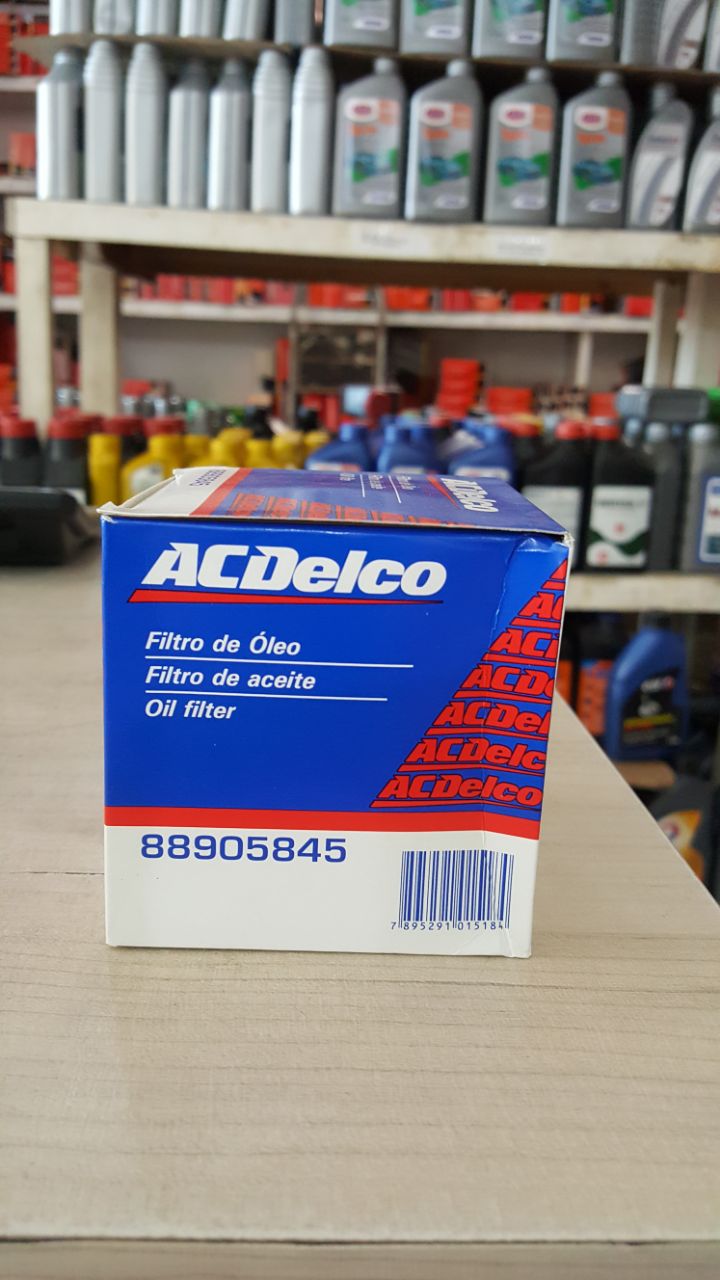 ACDelco
Filtro de Óleo
Filtro de aceite
Oil filter
ACDelco
ACDelco
ACDelco
ACDelco
ACDelco
88905845
7 895291 015184